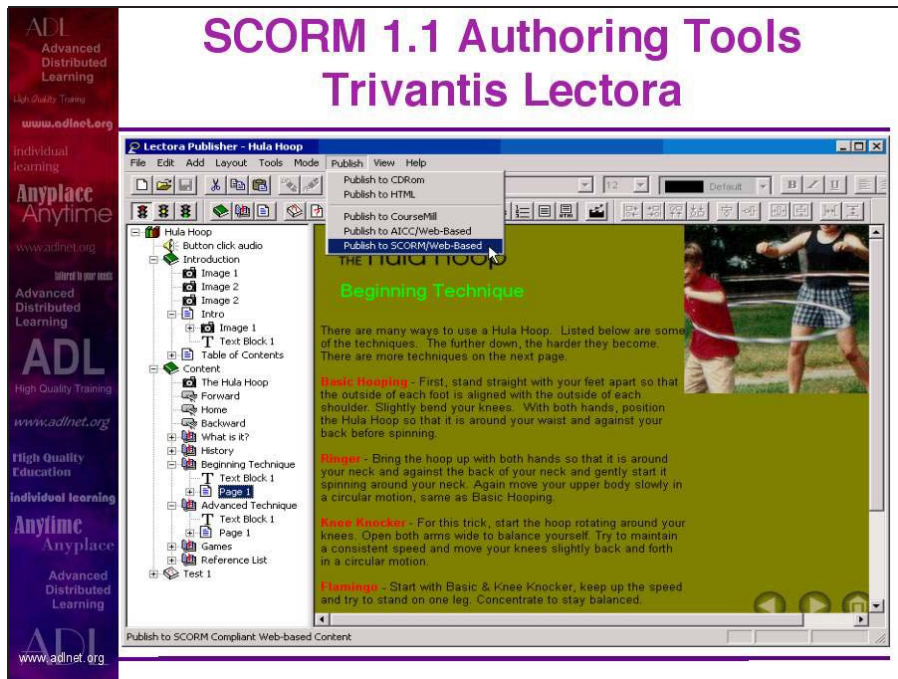 ADL
Advanced
Distributed
Learning
High Quality Training
www.adlnet.org
individual
learning
Anyplace
Anytime
www.adlnet.org
tailored to your needs
Advanced
Distributed
Learning
ADL
High Quality Training
www.adlnet.org
High Quality
Education
individual learning
Anytime
Anyplace
Advanced
Distributed
Learning
ADL
www.adlnet.org
SCORM 1.1 Authoring Tools
Trivantis Lectora
Lectora Publisher - Hula Hoop
File Edit Add Layout Tools Mode Publish View Help
12 Default B Z U
Publish to CDRom
Publish to HTML
Publish to CourseMill
Publish to AICC/Web-Based
Publish to SCORM/Web-Based
Hula Hoop
Button click audio
Introduction
Image 1
Image 2
Image 2
Intro
Image 1
Text Block 1
Table of Contents
Content
The Hula Hoop
Forward
Home
Backward
What is it?
History
Beginning Technique
Text Block 1
Page 1
Advanced Technique
Text Block 1
Page 1
Games
Reference List
Test 1
THE Hula Hoop
Beginning Technique
There are many ways to use a Hula Hoop. Listed below are some
of the techniques. The further down, the harder they become.
There are more techniques on the next page.
Basic Hooping - First, stand straight with your feet apart so that
the outside of each foot is aligned with the outside of each
shoulder. Slightly bend your knees. With both hands, position
the Hula Hoop so that it is around your waist and against your
back before spinning.
Ringer - Bring the hoop up with both hands so that it is around
your neck and against the back of your neck and gently start it
spinning around your neck. Again move your upper body slowly in
a circular motion, same as Basic Hooping.
Knee Knocker - For this trick, start the hoop rotating around your
knees. Open both arms wide to balance yourself. Try to maintain
a consistent speed and move your knees slightly back and forth
in a circular motion.
Flamingo - Start with Basic & Knee Knocker, keep up the speed
and try to stand on one leg. Concentrate to stay balanced.
Publish to SCORM Compliant Web-based Content